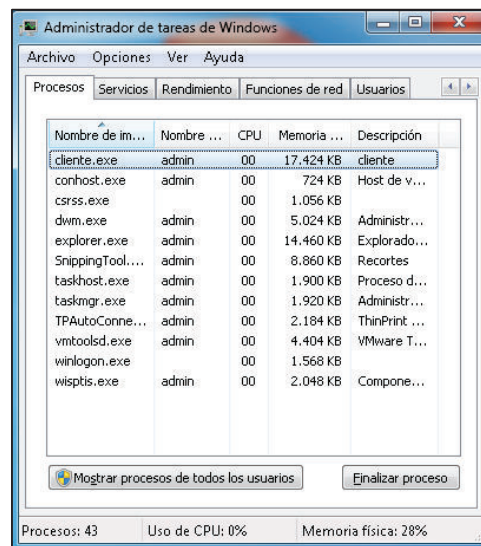 Administrador de tareas de Windows
Archivo Opciones Ver Ayuda
Procesos Servicios Rendimiento Funciones de red Usuarios
Nombre de im... Nombre ... CPU Memoria ... Descripción
cliente.exe admin 00 17.424 KB cliente
conhost.exe admin 00 724 KB Host de v...
csrss.exe 00 1.056 KB
dwm.exe admin 00 5.024 KB Administr...
explorer.exe admin 00 14.460 KB Explorado...
SnippingTool.... admin 00 8.860 KB Recortes
taskhost.exe admin 00 1.900 KB Proceso d...
taskmgr.exe admin 00 1.920 KB Administr...
TPAutoConne... admin 00 2.184 KB ThinPrint ...
vmtoolsd.exe admin 00 4.404 KB VMware T...
winlogon.exe 00 1.568 KB
wisptis.exe admin 00 2.048 KB Compone...
Mostrar procesos de todos los usuarios Finalizar proceso
Procesos: 43 Uso de CPU: 0% Memoria física: 28%